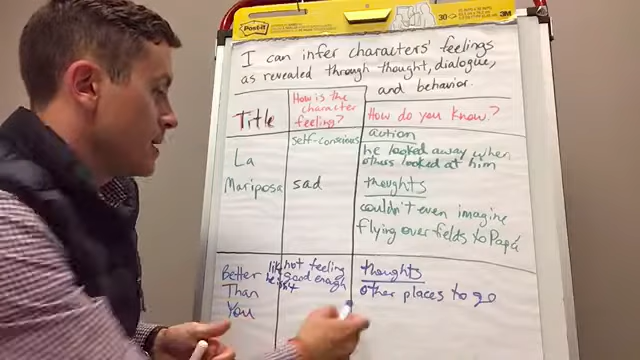 Post-it
30
3M
I can infer characters' feelings
as revealed through thought, dialogue,
and behavior.
Title
How is the
character
feeling?
How do you know?
La
Mariposa
self-conscious
sad
action
he looked away when
others looked at him
thoughts
couldn't even imagine
flying over fields to Papá
Better
Than
You
like
he is
not feeling
good enough
thoughts
other places to go